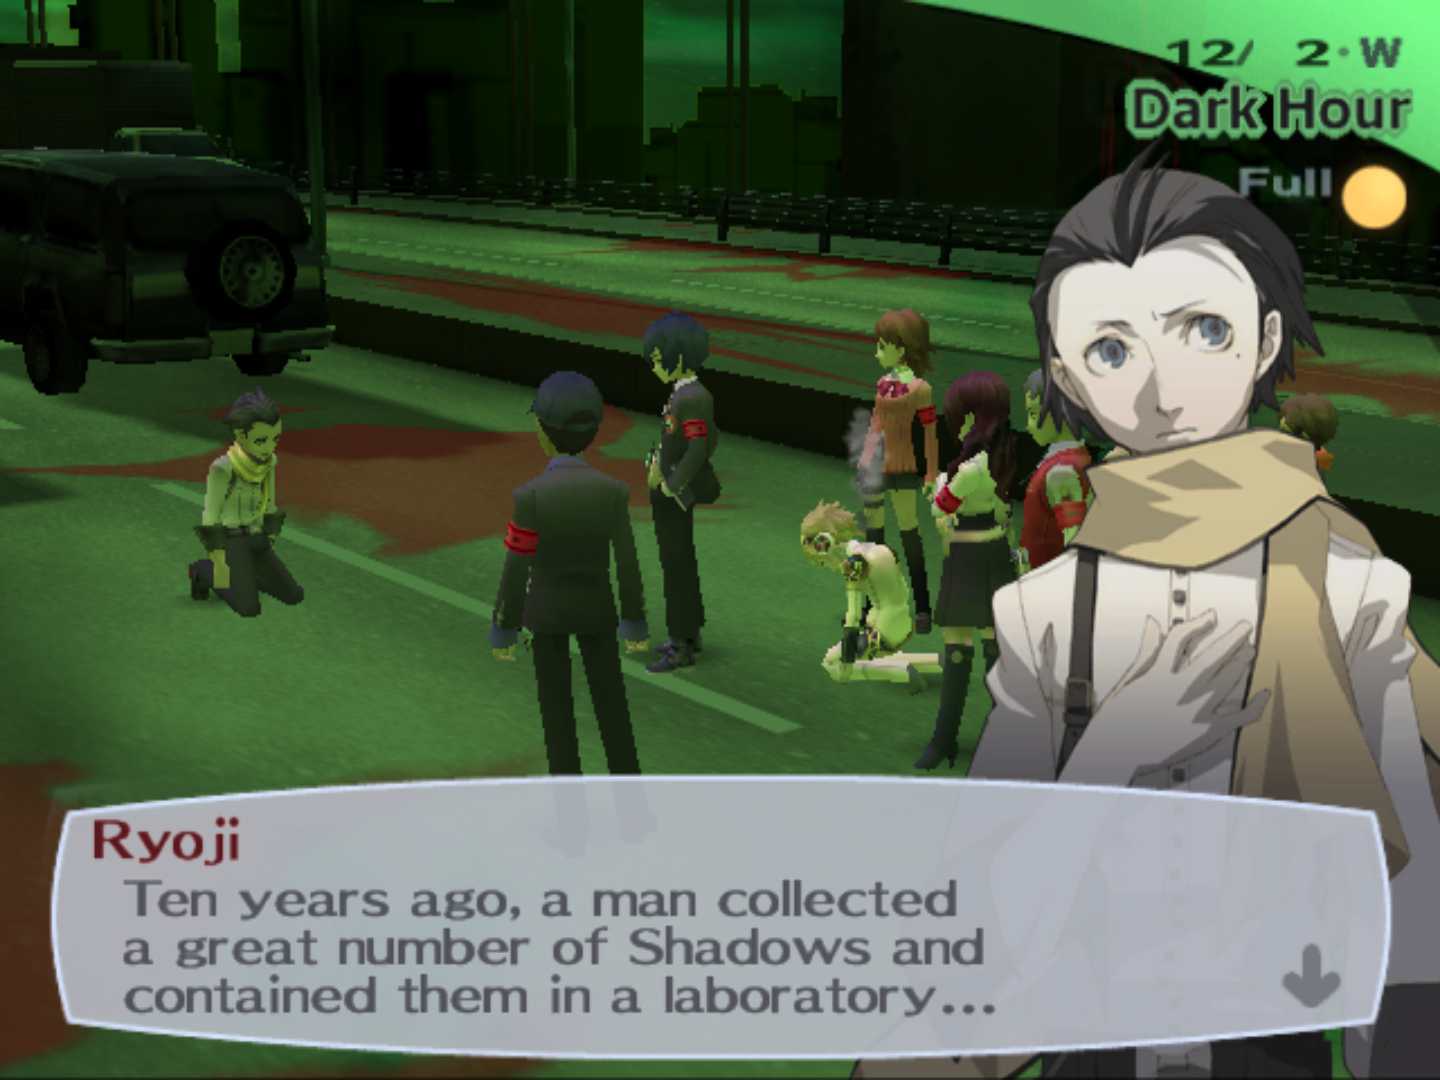 12/ 2·W
Dark Hour
Full
Ryoji
Ten years ago, a man collected
a great number of Shadows and
contained them in a laboratory...